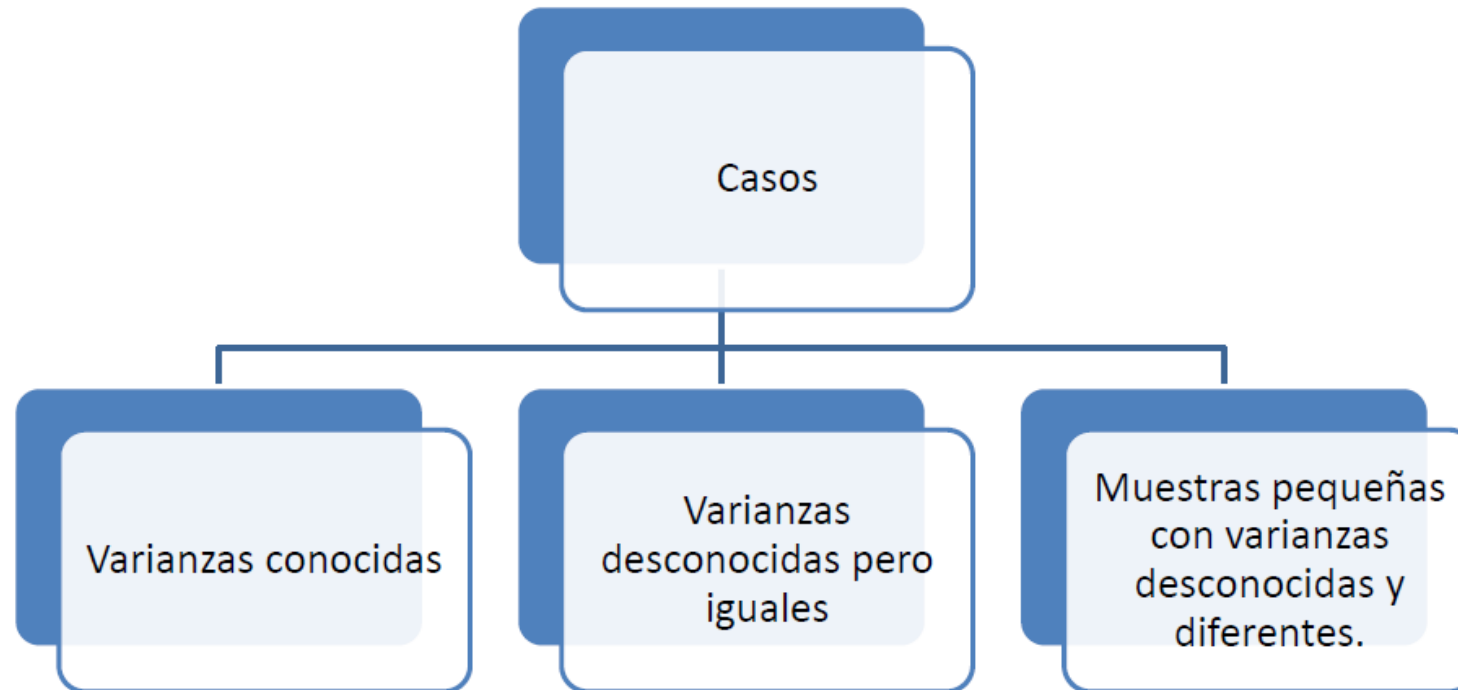 Casos
Varianzas conocidas
Varianzas
desconocidas pero
iguales
Muestras pequeñas
con varianzas
desconocidas y
diferentes.